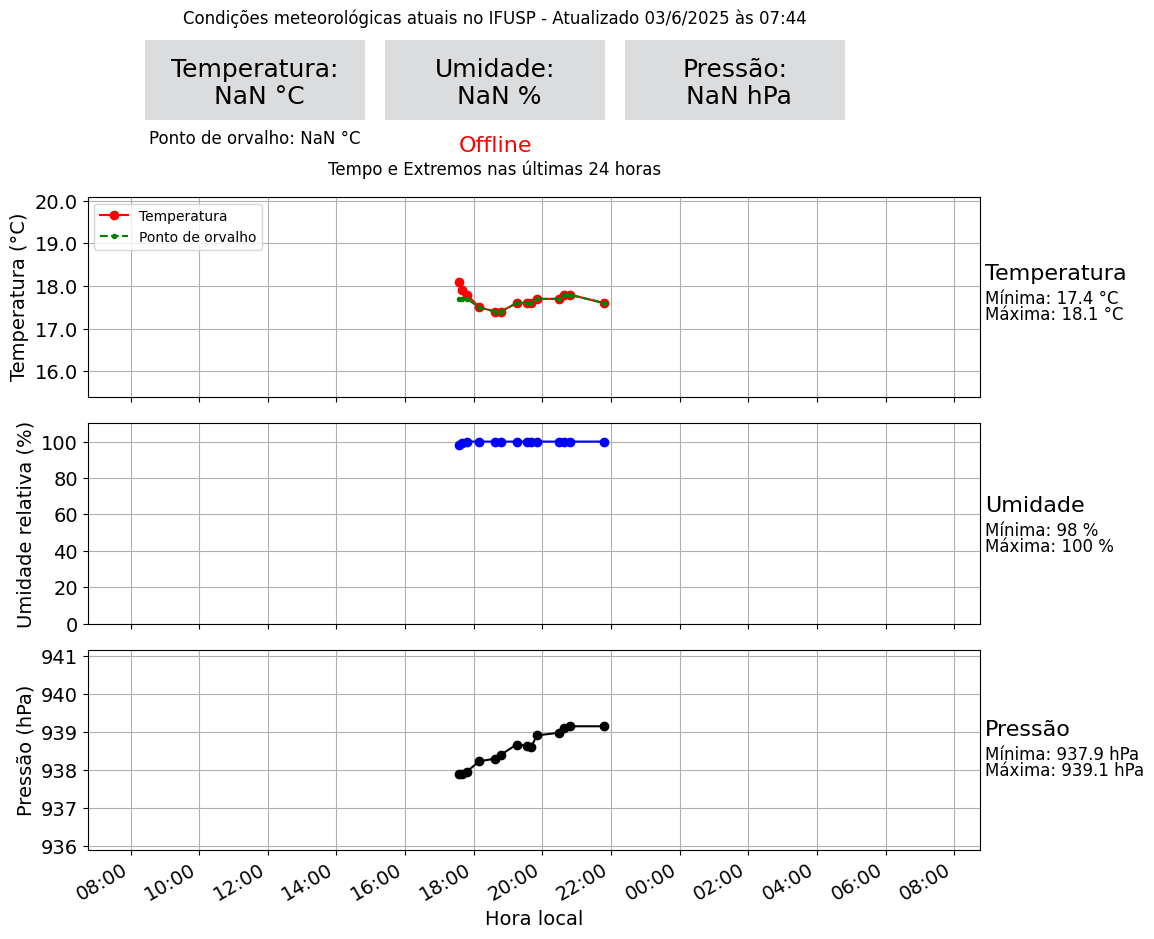 Condições meteorológicas atuais no IFUSP - Atualizado 03/6/2025 às 07:44
Temperatura:
NaN °C
Umidade:
NaN %
Pressão:
NaN hPa
Ponto de orvalho: NaN °C
Offline
Tempo e Extremos nas últimas 24 horas
Temperatura (°C)
20.0
19.0
18.0
17.0
16.0
Temperatura
Ponto de orvalho
Temperatura
Mínima: 17.4 °C
Máxima: 18.1 °C
Umidade relativa (%)
100
80
60
40
20
0
Umidade
Mínima: 98 %
Máxima: 100 %
Pressão (hPa)
941
940
939
938
937
936
Pressão
Mínima: 937.9 hPa
Máxima: 939.1 hPa
08:00 10:00 12:00 14:00 16:00 18:00 20:00 22:00 00:00 02:00 04:00 06:00 08:00
Hora local